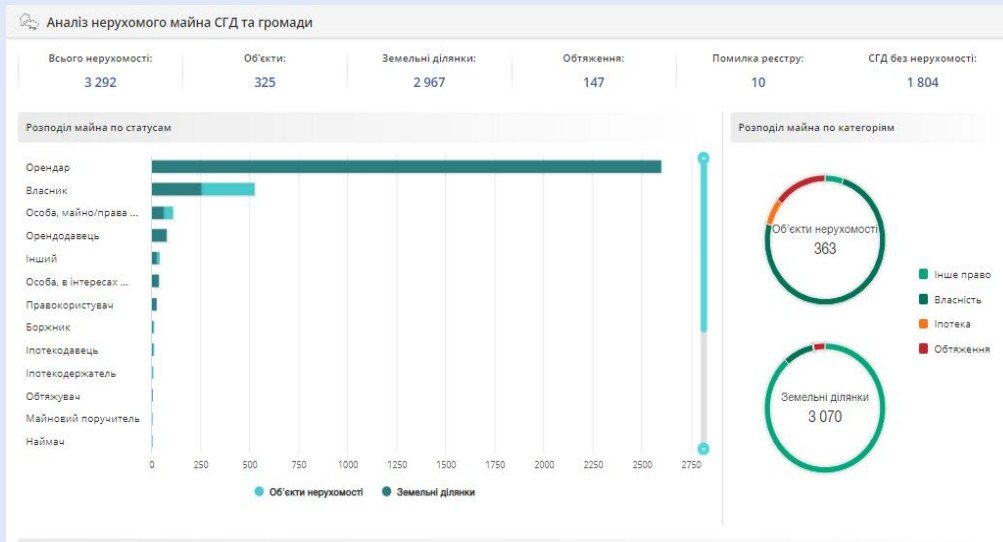 Аналіз нерухомого майна СГД та громади
Всього нерухомості: Об'єкти: Земельні ділянки: Обтяження: Помилка реєстру: СГД без нерухомості:
3 292 325 2 967 147 10 1 804
Розподіл майна по статусам
Орендар
Власник
Особа, майно/права ...
Орендодавець
Інший
Особа, в інтересах ...
Правокористувач
Боржник
Іпотекодавець
Іпотекодержатель
Обтяжувач
Майновий поручитель
Наймач
0 250 500 750 1000 1250 1500 1750 2000 2250 2500 2750
Об'єкти нерухомості Земельні ділянки
Розподіл майна по категоріям
Об'єкти нерухомості
363
Земельні ділянки
3 070
Інше право
Власність
Іпотека
Обтяження